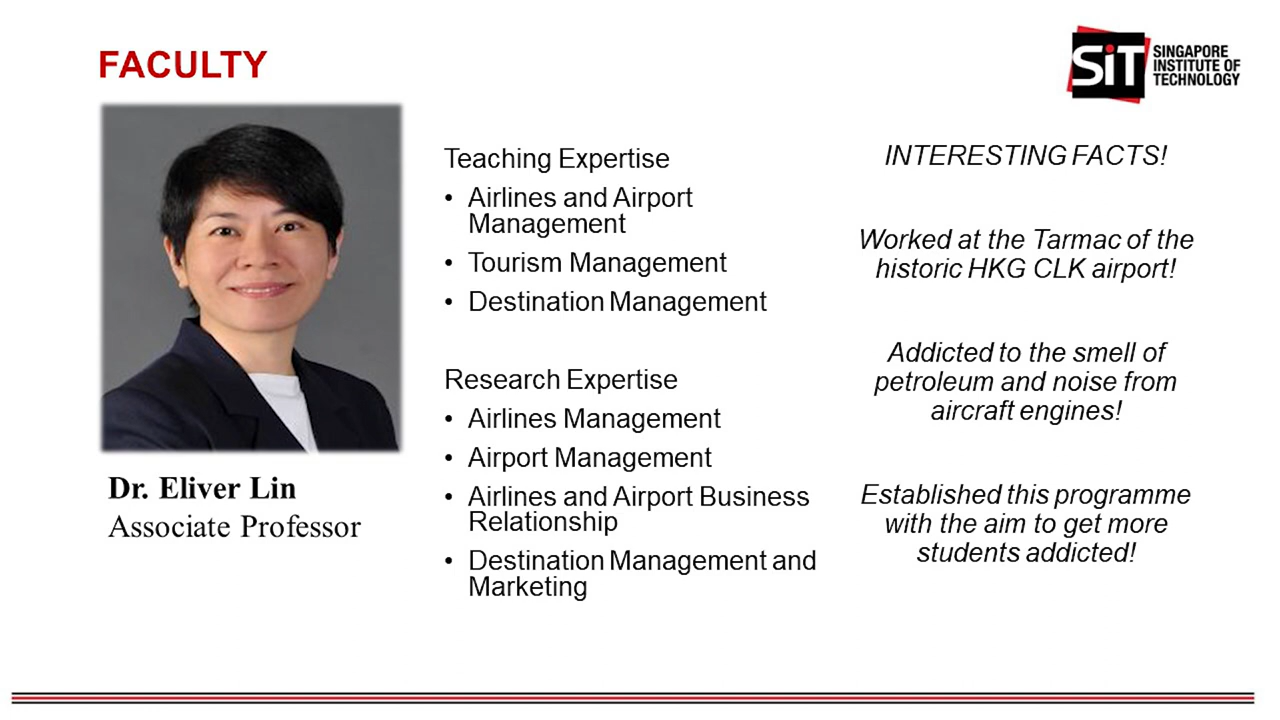 FACULTY
SiT
SINGAPORE
INSTITUTE OF
TECHNOLOGY
Dr. Eliver Lin
Associate Professor
Teaching Expertise
• Airlines and Airport
Management
• Tourism Management
• Destination Management
Research Expertise
• Airlines Management
• Airport Management
• Airlines and Airport Business
Relationship
• Destination Management and
Marketing
INTERESTING FACTS!
Worked at the Tarmac of the
historic HKG CLK airport!
Addicted to the smell of
petroleum and noise from
aircraft engines!
Established this programme
with the aim to get more
students addicted!